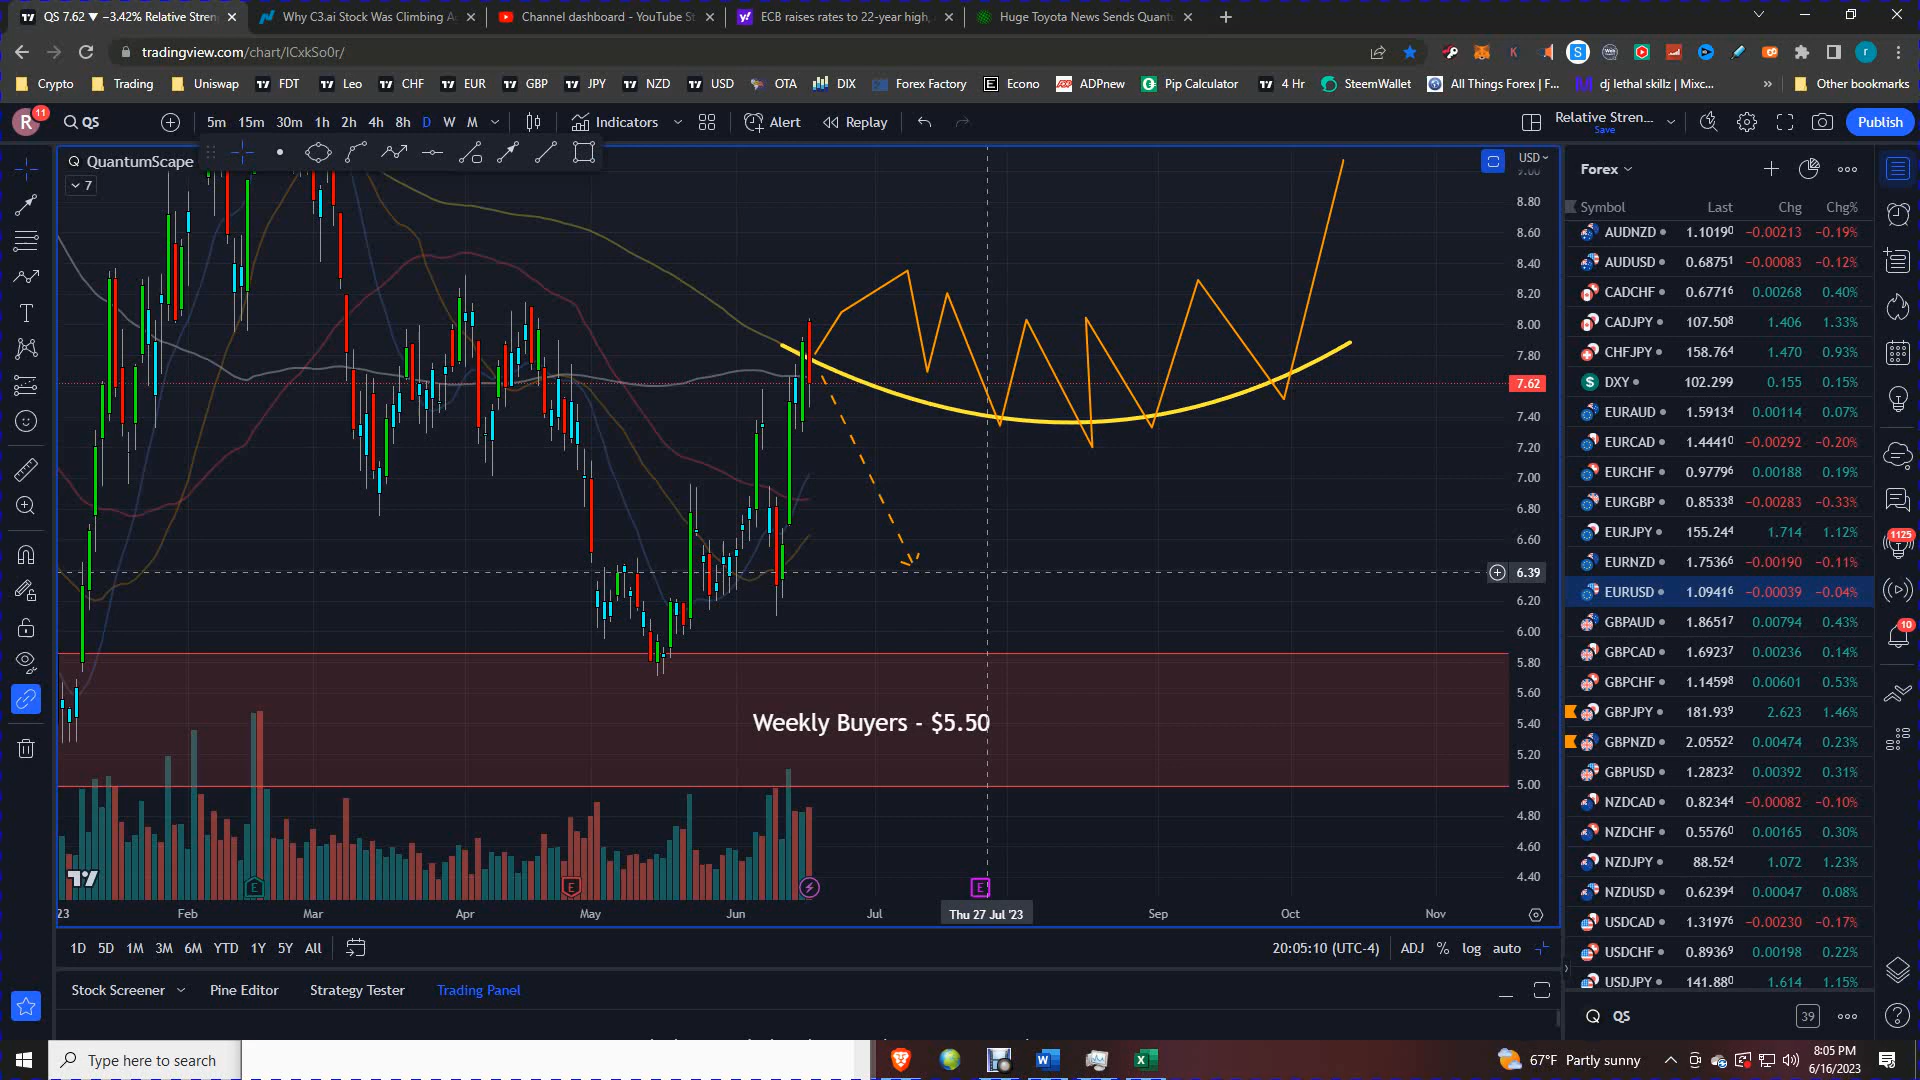 QS 7.62 ▼ −3.42% Relative Stren
Why C3.ai Stock Was Climbing A
Channel dashboard - YouTube St
ECB raises rates to 22-year high,
Huge Toyota News Sends Quant
tradingview.com/chart/lCxkSo0r/
Crypto Trading Uniswap FDT Leo CHF EUR GBP JPY NZD USD OTA DIX Forex Factory Econo ADPnew Pip Calculator 4 Hr SteemWallet All Things Forex | F... dj lethal skillz | Mixc... » Other bookmarks
R 11 QS 5m 15m 30m 1h 2h 4h 8h D W M Indicators Alert Replay Relative Stren... Save Publish
QuantumScape
7
USD
9.00
8.80
8.60
8.40
8.20
8.00
7.80
7.62
7.40
7.20
7.00
6.80
6.60
6.39
6.20
6.00
5.80
5.60
5.40
5.20
5.00
4.80
4.60
4.40
Weekly Buyers - $5.50
E E E
23 Feb Mar Apr May Jun Jul Thu 27 Jul '23 Sep Oct Nov
1D 5D 1M 3M 6M YTD 1Y 5Y All 20:05:10 (UTC-4) ADJ % log auto
Stock Screener Pine Editor Strategy Tester Trading Panel
Forex
Symbol Last Chg Chg%
AUDNZD 1.10190 −0.00213 −0.19%
AUDUSD 0.68751 −0.00083 −0.12%
CADCHF 0.67716 0.00268 0.40%
CADJPY 107.508 1.406 1.33%
CHFJPY 158.764 1.470 0.93%
DXY 102.299 0.155 0.15%
EURAUD 1.59134 0.00114 0.07%
EURCAD 1.44410 −0.00292 −0.20%
EURCHF 0.97796 0.00188 0.19%
EURGBP 0.85338 −0.00283 −0.33%
EURJPY 155.244 1.714 1.12%
EURNZD 1.75366 −0.00190 −0.11%
EURUSD 1.09416 −0.00039 −0.04%
GBPAUD 1.86517 0.00794 0.43%
GBPCAD 1.69237 0.00236 0.14%
GBPCHF 1.14598 0.00601 0.53%
GBPJPY 181.939 2.623 1.46%
GBPNZD 2.05522 0.00474 0.23%
GBPUSD 1.28232 0.00392 0.31%
NZDCAD 0.82344 −0.00082 −0.10%
NZDCHF 0.55760 0.00165 0.30%
NZDJPY 88.524 1.072 1.23%
NZDUSD 0.62394 0.00047 0.08%
USDCAD 1.31976 −0.00230 −0.17%
USDCHF 0.89369 0.00198 0.22%
USDJPY 141.880 1.614 1.15%
QS 39
1125
10
Type here to search
67°F Partly sunny
8:05 PM
6/16/2023